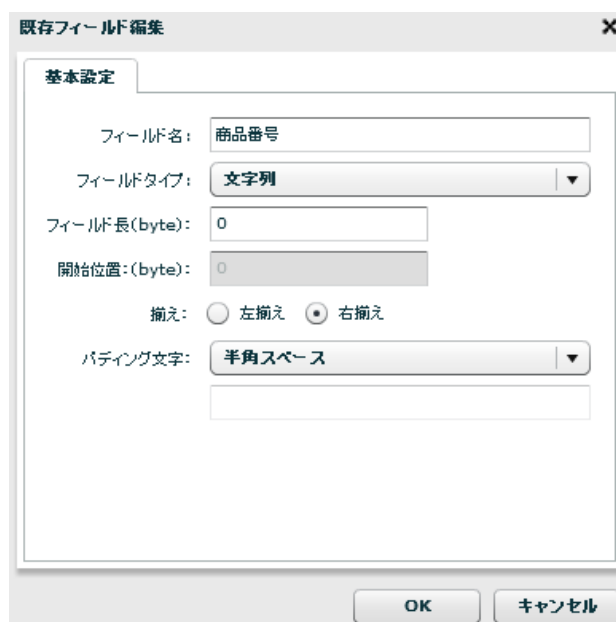 既存フィールド編集
基本設定
フィールド名: 商品番号
フィールドタイプ: 文字列
フィールド長(byte): 0
開始位置:(byte): 0
揃え: 左揃え 右揃え
パディング文字: 半角スペース
OK キャンセル